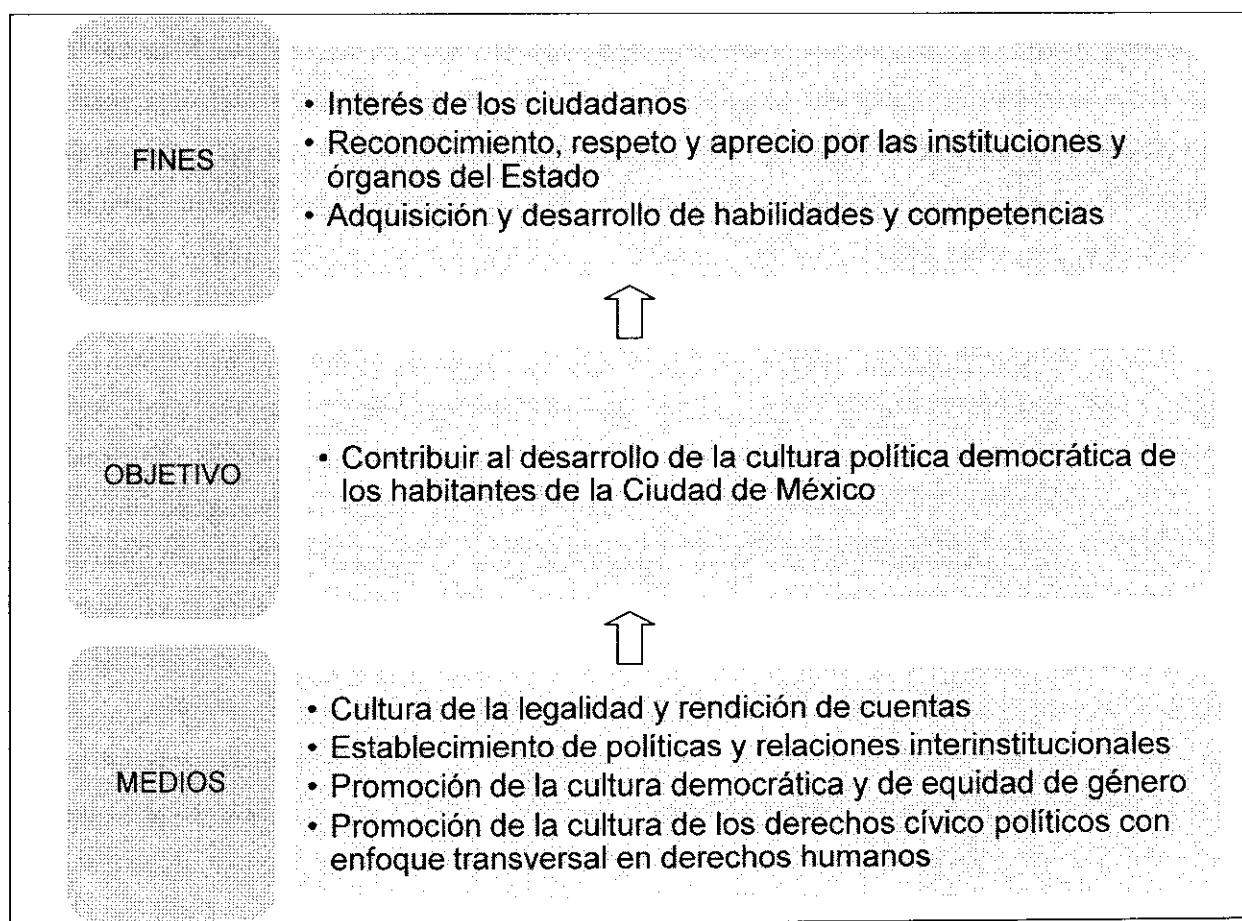 FINES
• Interés de los ciudadanos
• Reconocimiento, respeto y aprecio por las instituciones y
órganos del Estado
• Adquisición y desarrollo de habilidades y competencias
OBJETIVO
• Contribuir al desarrollo de la cultura política democrática de
los habitantes de la Ciudad de México
MEDIOS
• Cultura de la legalidad y rendición de cuentas
• Establecimiento de políticas y relaciones interinstitucionales
• Promoción de la cultura democrática y de equidad de género
• Promoción de la cultura de los derechos cívico políticos con
enfoque transversal en derechos humanos